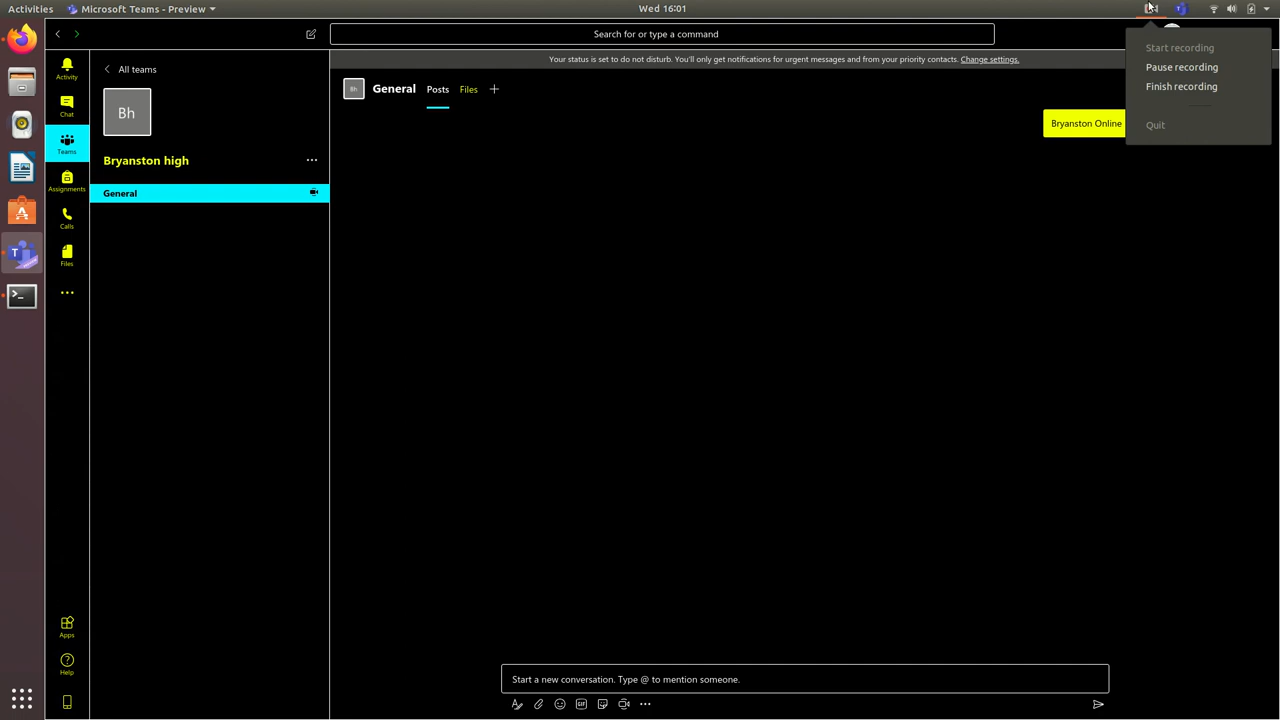 Activities
Microsoft Teams - Preview
Wed 16:01
Search for or type a command
Start recording
Pause recording
Finish recording
Quit
Your status is set to do not disturb. You'll only get notifications for urgent messages and from your priority contacts. Change settings.
Activity
Chat
Teams
Assignments
Calls
Files
Apps
Help
All teams
Bh
Bryanston high
General
Bh
General
Posts
Files
Bryanston Online
Start a new conversation. Type @ to mention someone.
GIF